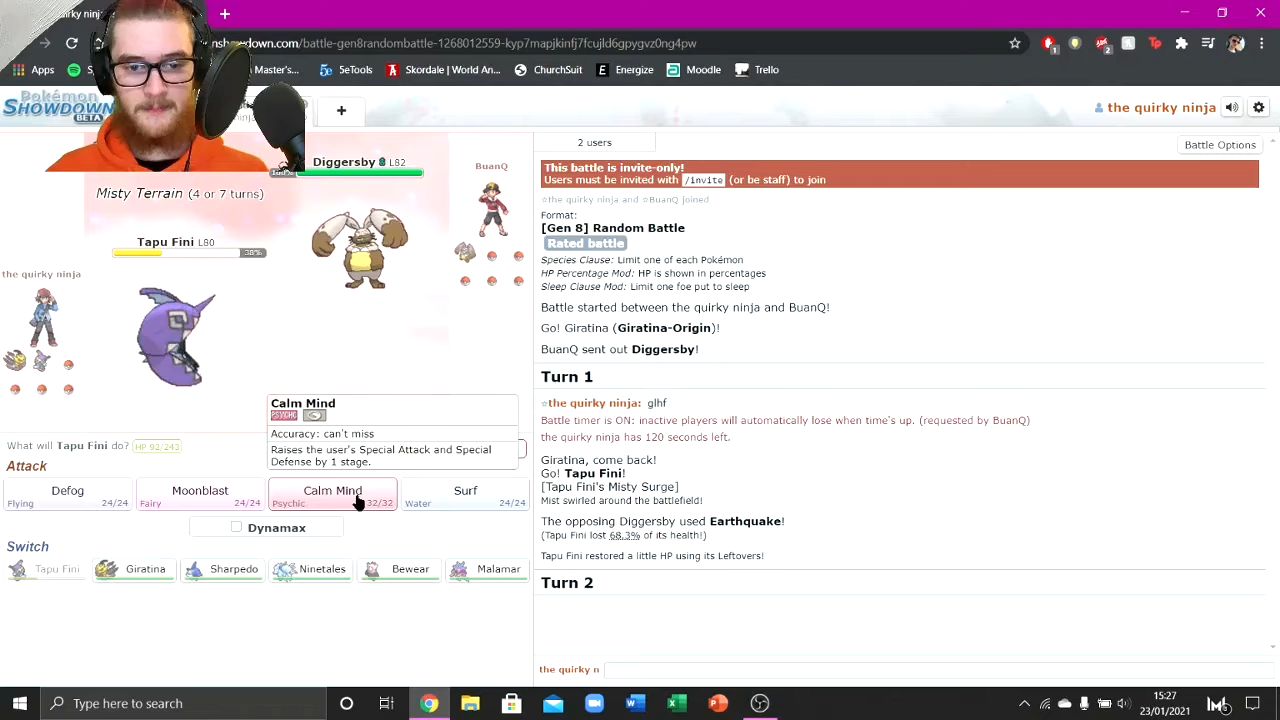 +
showdown.com/battle-gen8randombattle-1268012559-kyp7mapjkinfj7fcujld6gpygvz0ng4pw
Apps
Master's...
5eTools
Skordale / World...
ChurchSuite
Energize
Modlr
Trello
Pokémon
SHOWDOWN
BETA
+
the quirky ninja
2 users
Battle Options
Misty Terrain (4 or 7 turns)
Diggersby L82
100%
BuanQ
Tapu Fini L80
38%
the quirky ninja
This battle is invite-only!
Users must be invited with /invite (or be staff) to join
☆the quirky ninja and ☆BuanQ joined
Format:
[Gen 8] Random Battle
Rated battle
Species Clause: Limit one of each Pokémon
HP Percentage Mod: HP is shown in percentages
Sleep Clause Mod: Limit one foe put to sleep
Battle started between the quirky ninja and BuanQ!
Go! Giratina (Giratina-Origin)!
BuanQ sent out Diggersby!
Turn 1
☆the quirky ninja: glhf
Battle timer is ON: inactive players will automatically lose when time's up. (requested by BuanQ)
the quirky ninja has 120 seconds left.
Giratina, come back!
Go! Tapu Fini!
[Tapu Fini's Misty Surge]
Mist swirled around the battlefield!
The opposing Diggersby used Earthquake!
(Tapu Fini lost 68.3% of its health!)
Tapu Fini restored a little HP using its Leftovers!
Turn 2
Calm Mind
PSYCHC
Accuracy: can't miss
Raises the user's Special Attack and Special
Defense by 1 stage.
What will Tapu Fini do? HP 92/243
Attack
Defog
Flying 24/24
Moonblast
Fairy 24/24
Calm Mind
Psychic 32/32
Surf
Water 24/24
Dynamax
Switch
Tapu Fini
Giratina
Sharpedo
Ninetales
Bewear
Malamar
the quirky n
Type here to search
15:27
23/01/2021